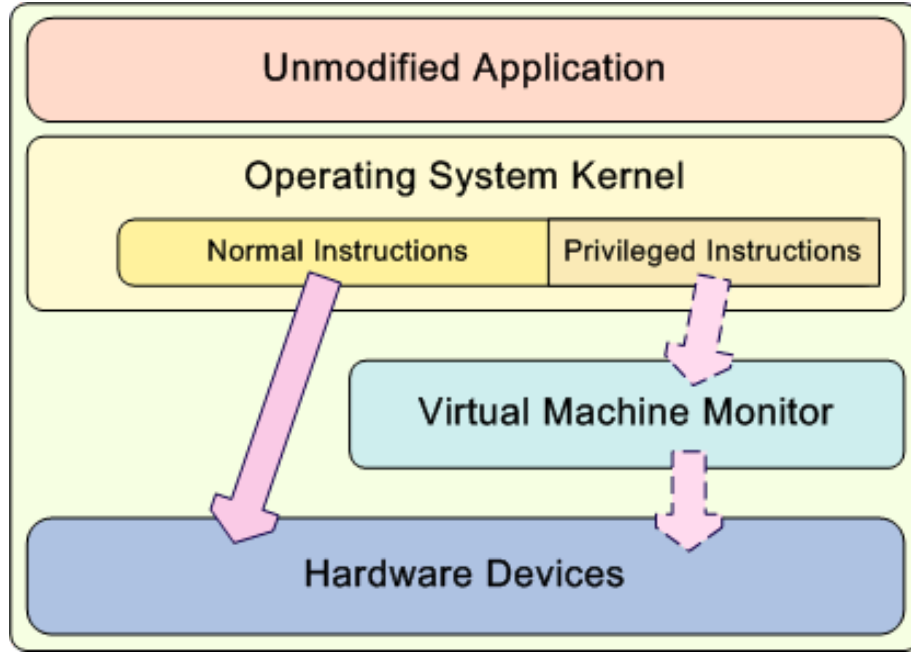 Unmodified Application
Operating System Kernel
Normal Instructions
Privileged Instructions
Virtual Machine Monitor
Hardware Devices